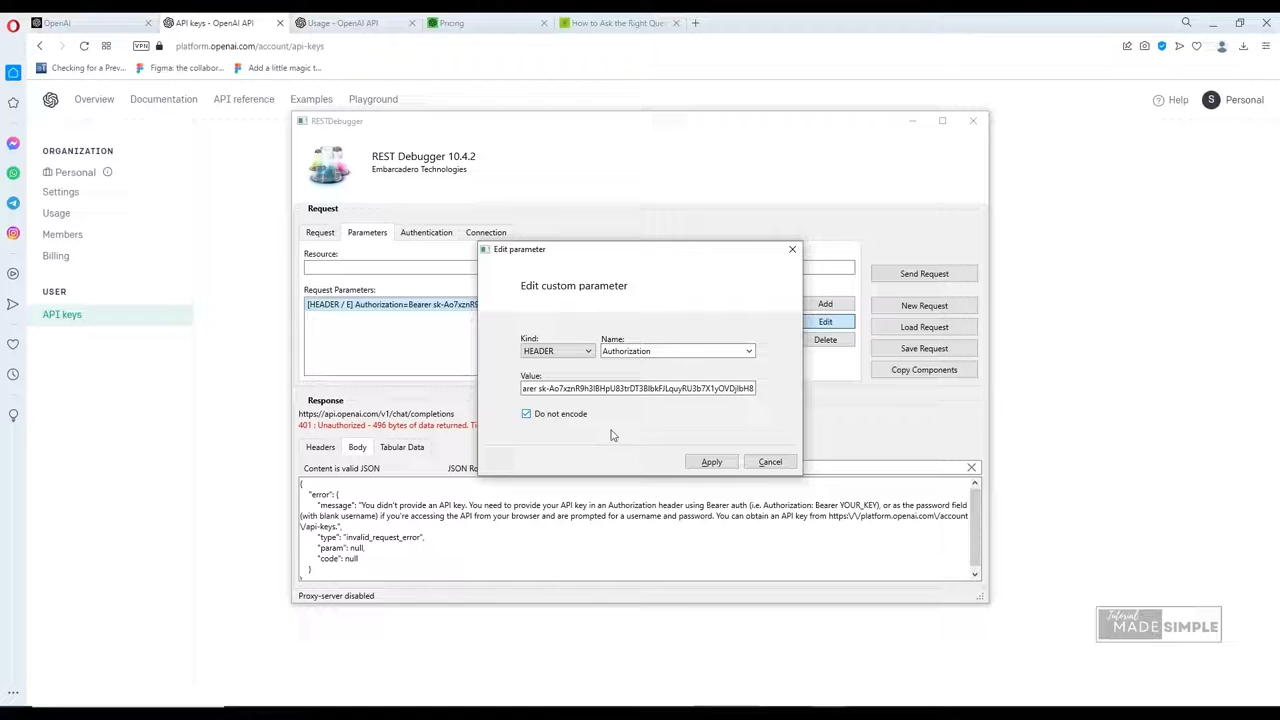 OpenAI
API keys - OpenAI API
Usage - OpenAI API
Pricing
How to Ask the Right Que
VPN
platform.openai.com/account/api-keys
Checking for a Prev...
Figma: the collabor...
Add a little magic t...
Overview
Documentation
API reference
Examples
Playground
Help
S
Personal
ORGANIZATION
Personal
Settings
Usage
Members
Billing
USER
API keys
RESTDebugger
REST Debugger 10.4.2
Embarcadero Technologies
Request
Request
Parameters
Authentication
Connection
Resource:
Request Parameters:
[HEADER / E] Authorization=Bearer
Add
Edit
Delete
Send Request
New Request
Load Request
Save Request
Copy Components
Edit parameter
Edit custom parameter
Kind:
Name:
HEADER
Authorization
Value:
arer
Do not encode
Apply
Cancel
Response
https://api.openai.com/v1/chat/completions
401 : Unauthorized - 496 bytes of data returned.
Headers
Body
Tabular Data
Content is valid JSON
{
"error": {
"message": "You didn't provide an API key. You need to provide your API key in an Authorization header using Bearer auth (i.e. Authorization: Bearer YOUR_KEY), or as the password field
(with blank username) if you're accessing the API from your browser and are prompted for a username and password. You can obtain an API key from https:\/\/platform.openai.com\/account
\/api-keys.",
"type": "invalid_request_error",
"param": null,
"code": null
}
Proxy-server disabled
Tutorial
MADE SIMPLE